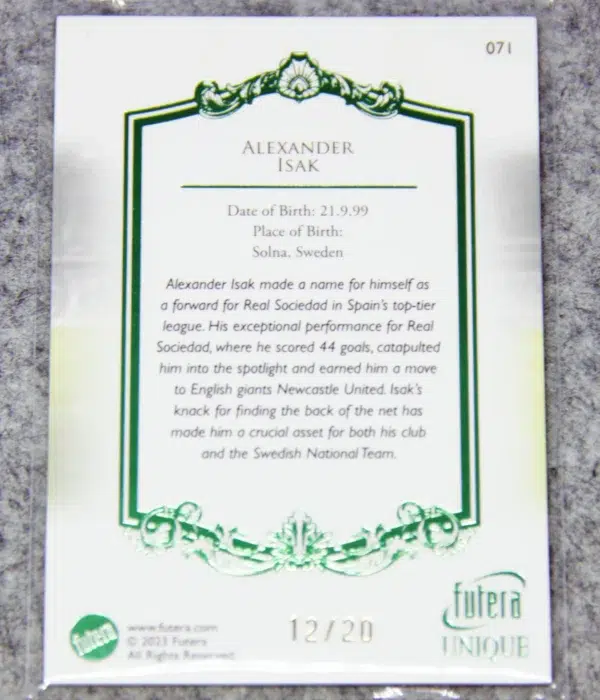 071
ALEXANDER
ISAK
Date of Birth: 21.9.99
Place of Birth:
Solna, Sweden
Alexander Isak made a name for himself as
a forward for Real Sociedad in Spain's top-tier
league. His exceptional performance for Real
Sociedad, where he scored 44 goals, catapulted
him into the spotlight and earned him a move
to English giants Newcastle United. Isak's
knack for finding the back of the net has
made him a crucial asset for both his club
and the Swedish National Team.
futera
www.futera.com
© 2023 Futera
All Rights Reserved
12/20
futera
UNIQUE